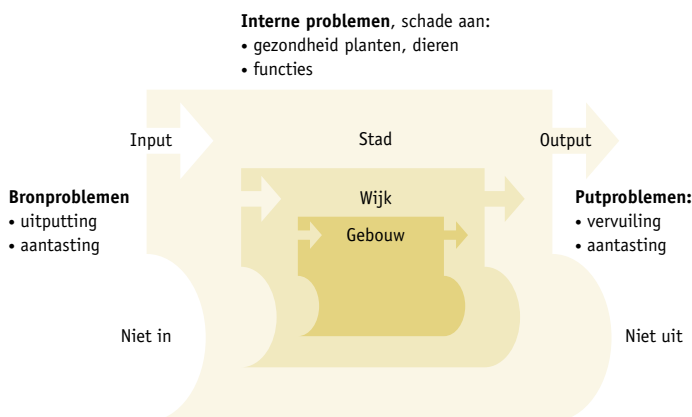 Interne problemen, schade aan:
• gezondheid planten, dieren
• functies
Input
Stad
Output
Bronproblemen
• uitputting
• aantasting
Wijk
Gebouw
Putproblemen:
• vervuiling
• aantasting
Niet in
Niet uit